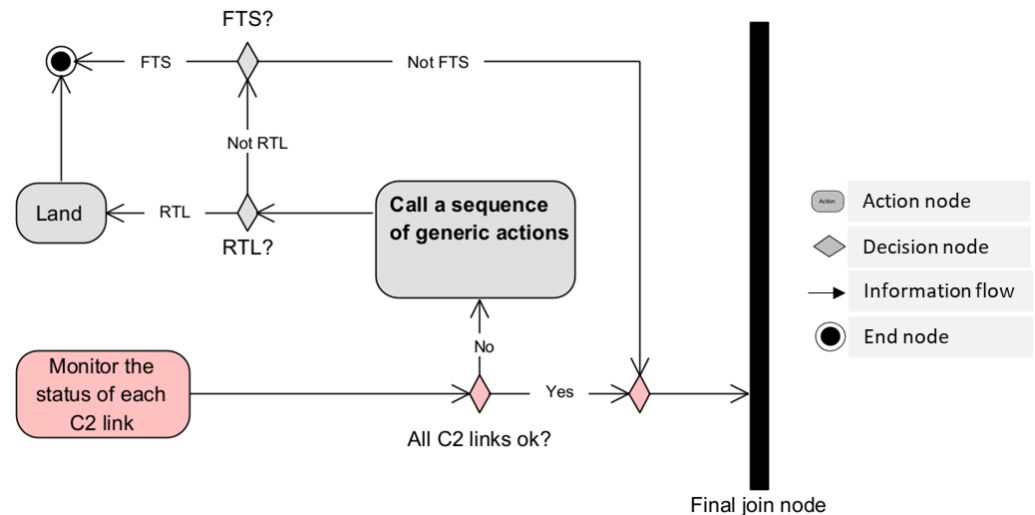 FTS?
FTS
Not FTS
Not RTL
Land
RTL
RTL?
Call a sequence
of generic actions
No
Monitor the
status of each
C2 link
Yes
All C2 links ok?
Final join node
Action
Action node
Decision node
Information flow
End node